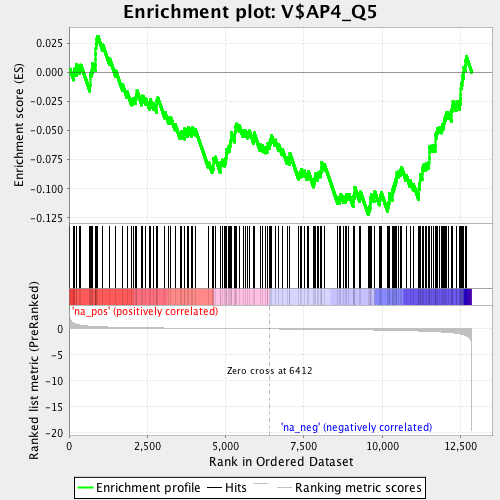 Enrichment plot: V$AP4_Q5
Enrichment score (ES)
0.025
0.000
-0.025
-0.050
-0.075
-0.100
-0.125
'na_pos' (positively correlated)
Ranked list metric (PreRanked)
0
-5
-10
-15
-20
Zero cross at 6412
'na_neg' (negatively correlated)
0
2,500
5,000
7,500
10,000
12,500
Rank in Ordered Dataset
Enrichment profile
Hits
Ranking metric scores